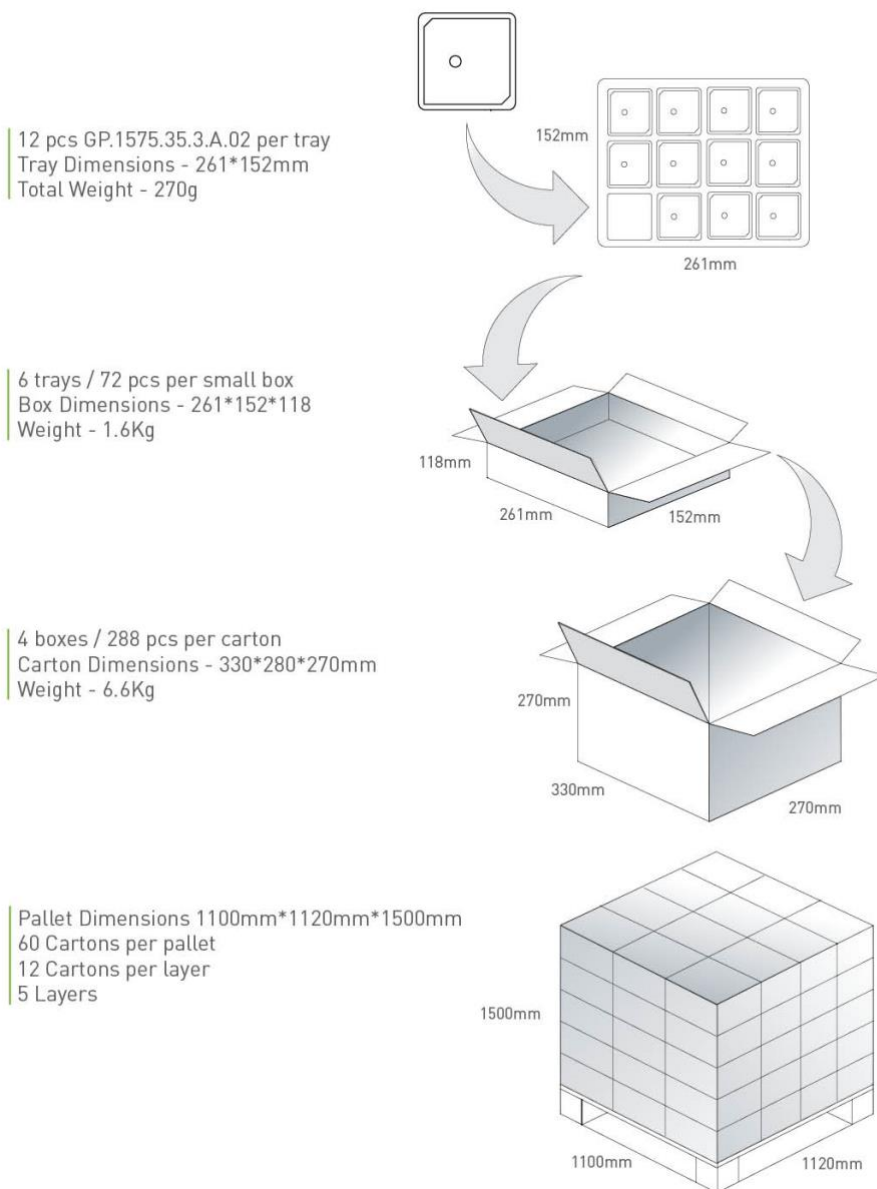 12 pcs GP.1575.35.3.A.02 per tray
Tray Dimensions - 261*152mm
Total Weight - 270g
152mm
261mm
6 trays / 72 pcs per small box
Box Dimensions - 261*152*118
Weight - 1.6Kg
118mm
261mm
152mm
4 boxes / 288 pcs per carton
Carton Dimensions - 330*280*270mm
Weight - 6.6Kg
270mm
330mm
270mm
Pallet Dimensions 1100mm*1120mm*1500mm
60 Cartons per pallet
12 Cartons per layer
5 Layers
1500mm
1100mm
1120mm